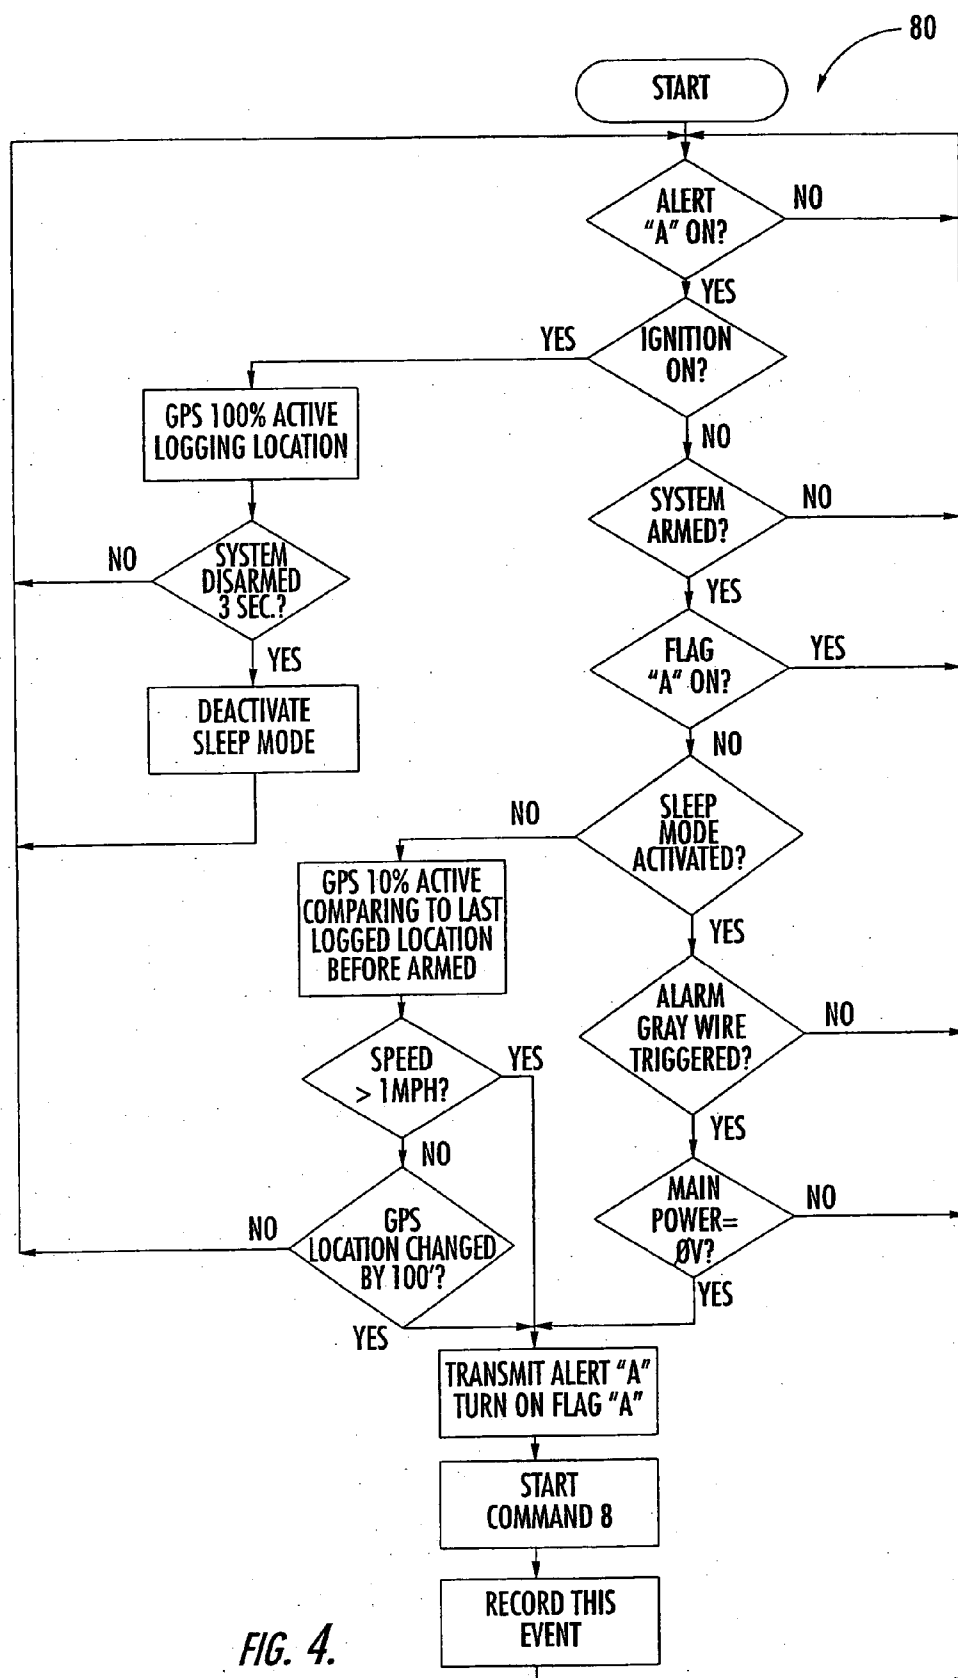 80
START
ALERT
"A" ON?
NO
YES
IGNITION
ON?
YES
NO
GPS 100% ACTIVE
LOGGING LOCATION
SYSTEM
ARMED?
NO
YES
SYSTEM
DISARMED
3 SEC.?
NO
YES
FLAG
"A" ON?
YES
NO
DEACTIVATE
SLEEP MODE
SLEEP
MODE
ACTIVATED?
NO
YES
GPS 10% ACTIVE
COMPARING TO LAST
LOGGED LOCATION
BEFORE ARMED
ALARM
GRAY WIRE
TRIGGERED?
NO
YES
SPEED
> 1MPH?
YES
NO
MAIN
POWER=
ØV?
NO
YES
GPS
LOCATION CHANGED
BY 100'?
NO
YES
TRANSMIT ALERT "A"
TURN ON FLAG "A"
START
COMMAND 8
RECORD THIS
EVENT
FIG. 4.